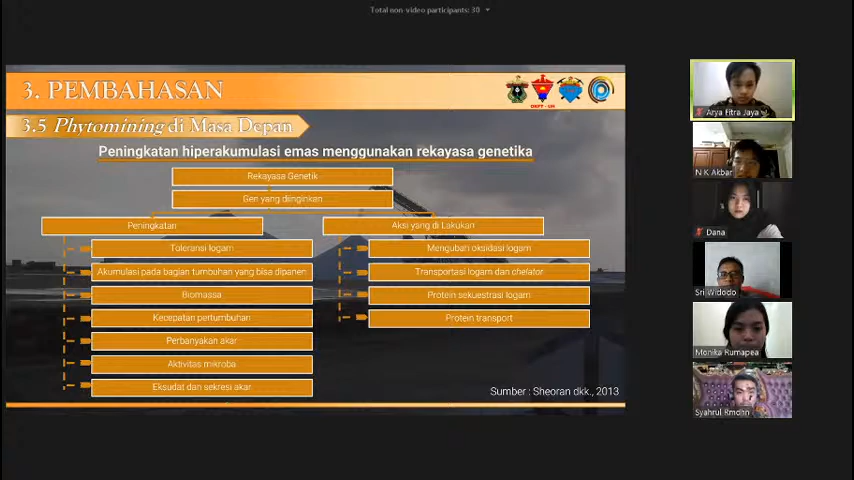 Total non-video participants: 30
3. PEMBAHASAN
DKFT - UH
3.5 Phytomining di Masa Depan
Peningkatan hiperakumulasi emas menggunakan rekayasa genetika
Rekayasa Genetik
Gen yang diinginkan
Peningkatan
Toleransi logam
Akumulasi pada bagian tumbuhan yang bisa dipanen
Biomassa
Kecepatan pertumbuhan
Perbanyakan akar
Aktivitas mikroba
Eksudat dan sekresi akar
Aksi yang di Lakukan
Mengubah oksidasi logam
Transportasi logam dan chelator
Protein sekuestrasi logam
Protein transport
Sumber : Sheoran dkk., 2013
Arya Fitra Jaya
N K Akbar
Dana
Sri Widodo
Monika Rumapea
Syahrul Rmdhn